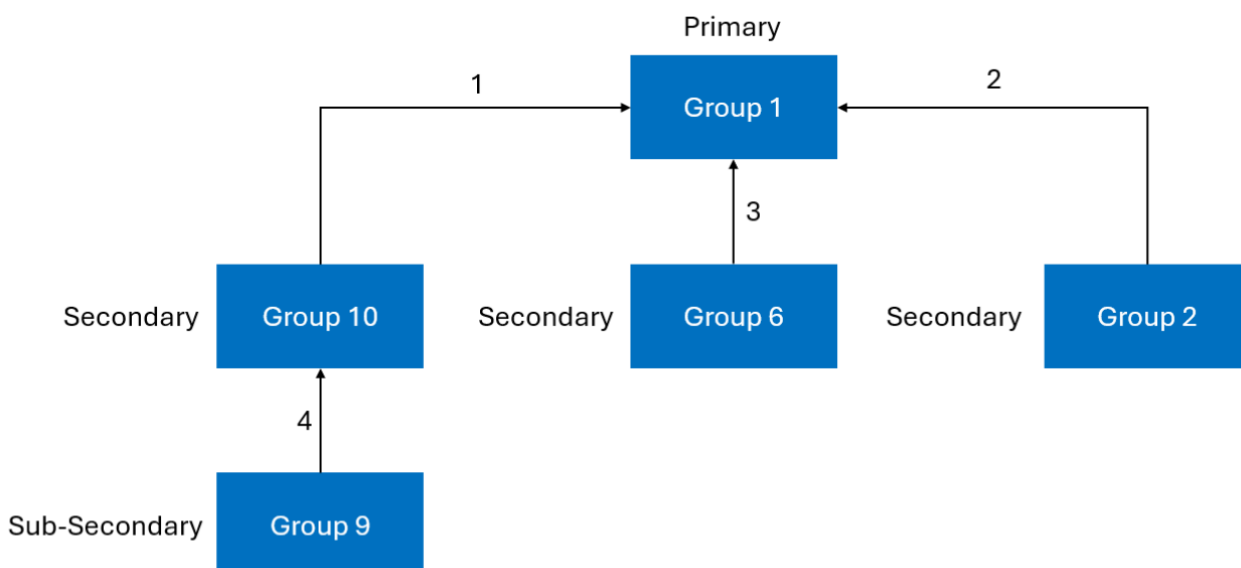 Primary
1
2
Group 1
3
Secondary
Group 10
Secondary
Group 6
Secondary
Group 2
4
Sub-Secondary
Group 9